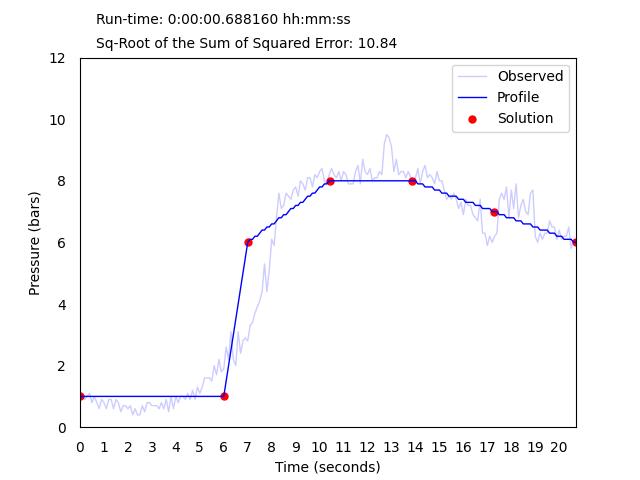 Run-time: 0:00:00.688160 hh:mm:ss
Sq-Root of the Sum of Squared Error: 10.84
12
10
8
6
4
2
0
Pressure (bars)
Observed
Profile
Solution
0 1 2 3 4 5 6 7 8 9 10 11 12 13 14 15 16 17 18 19 20
Time (seconds)